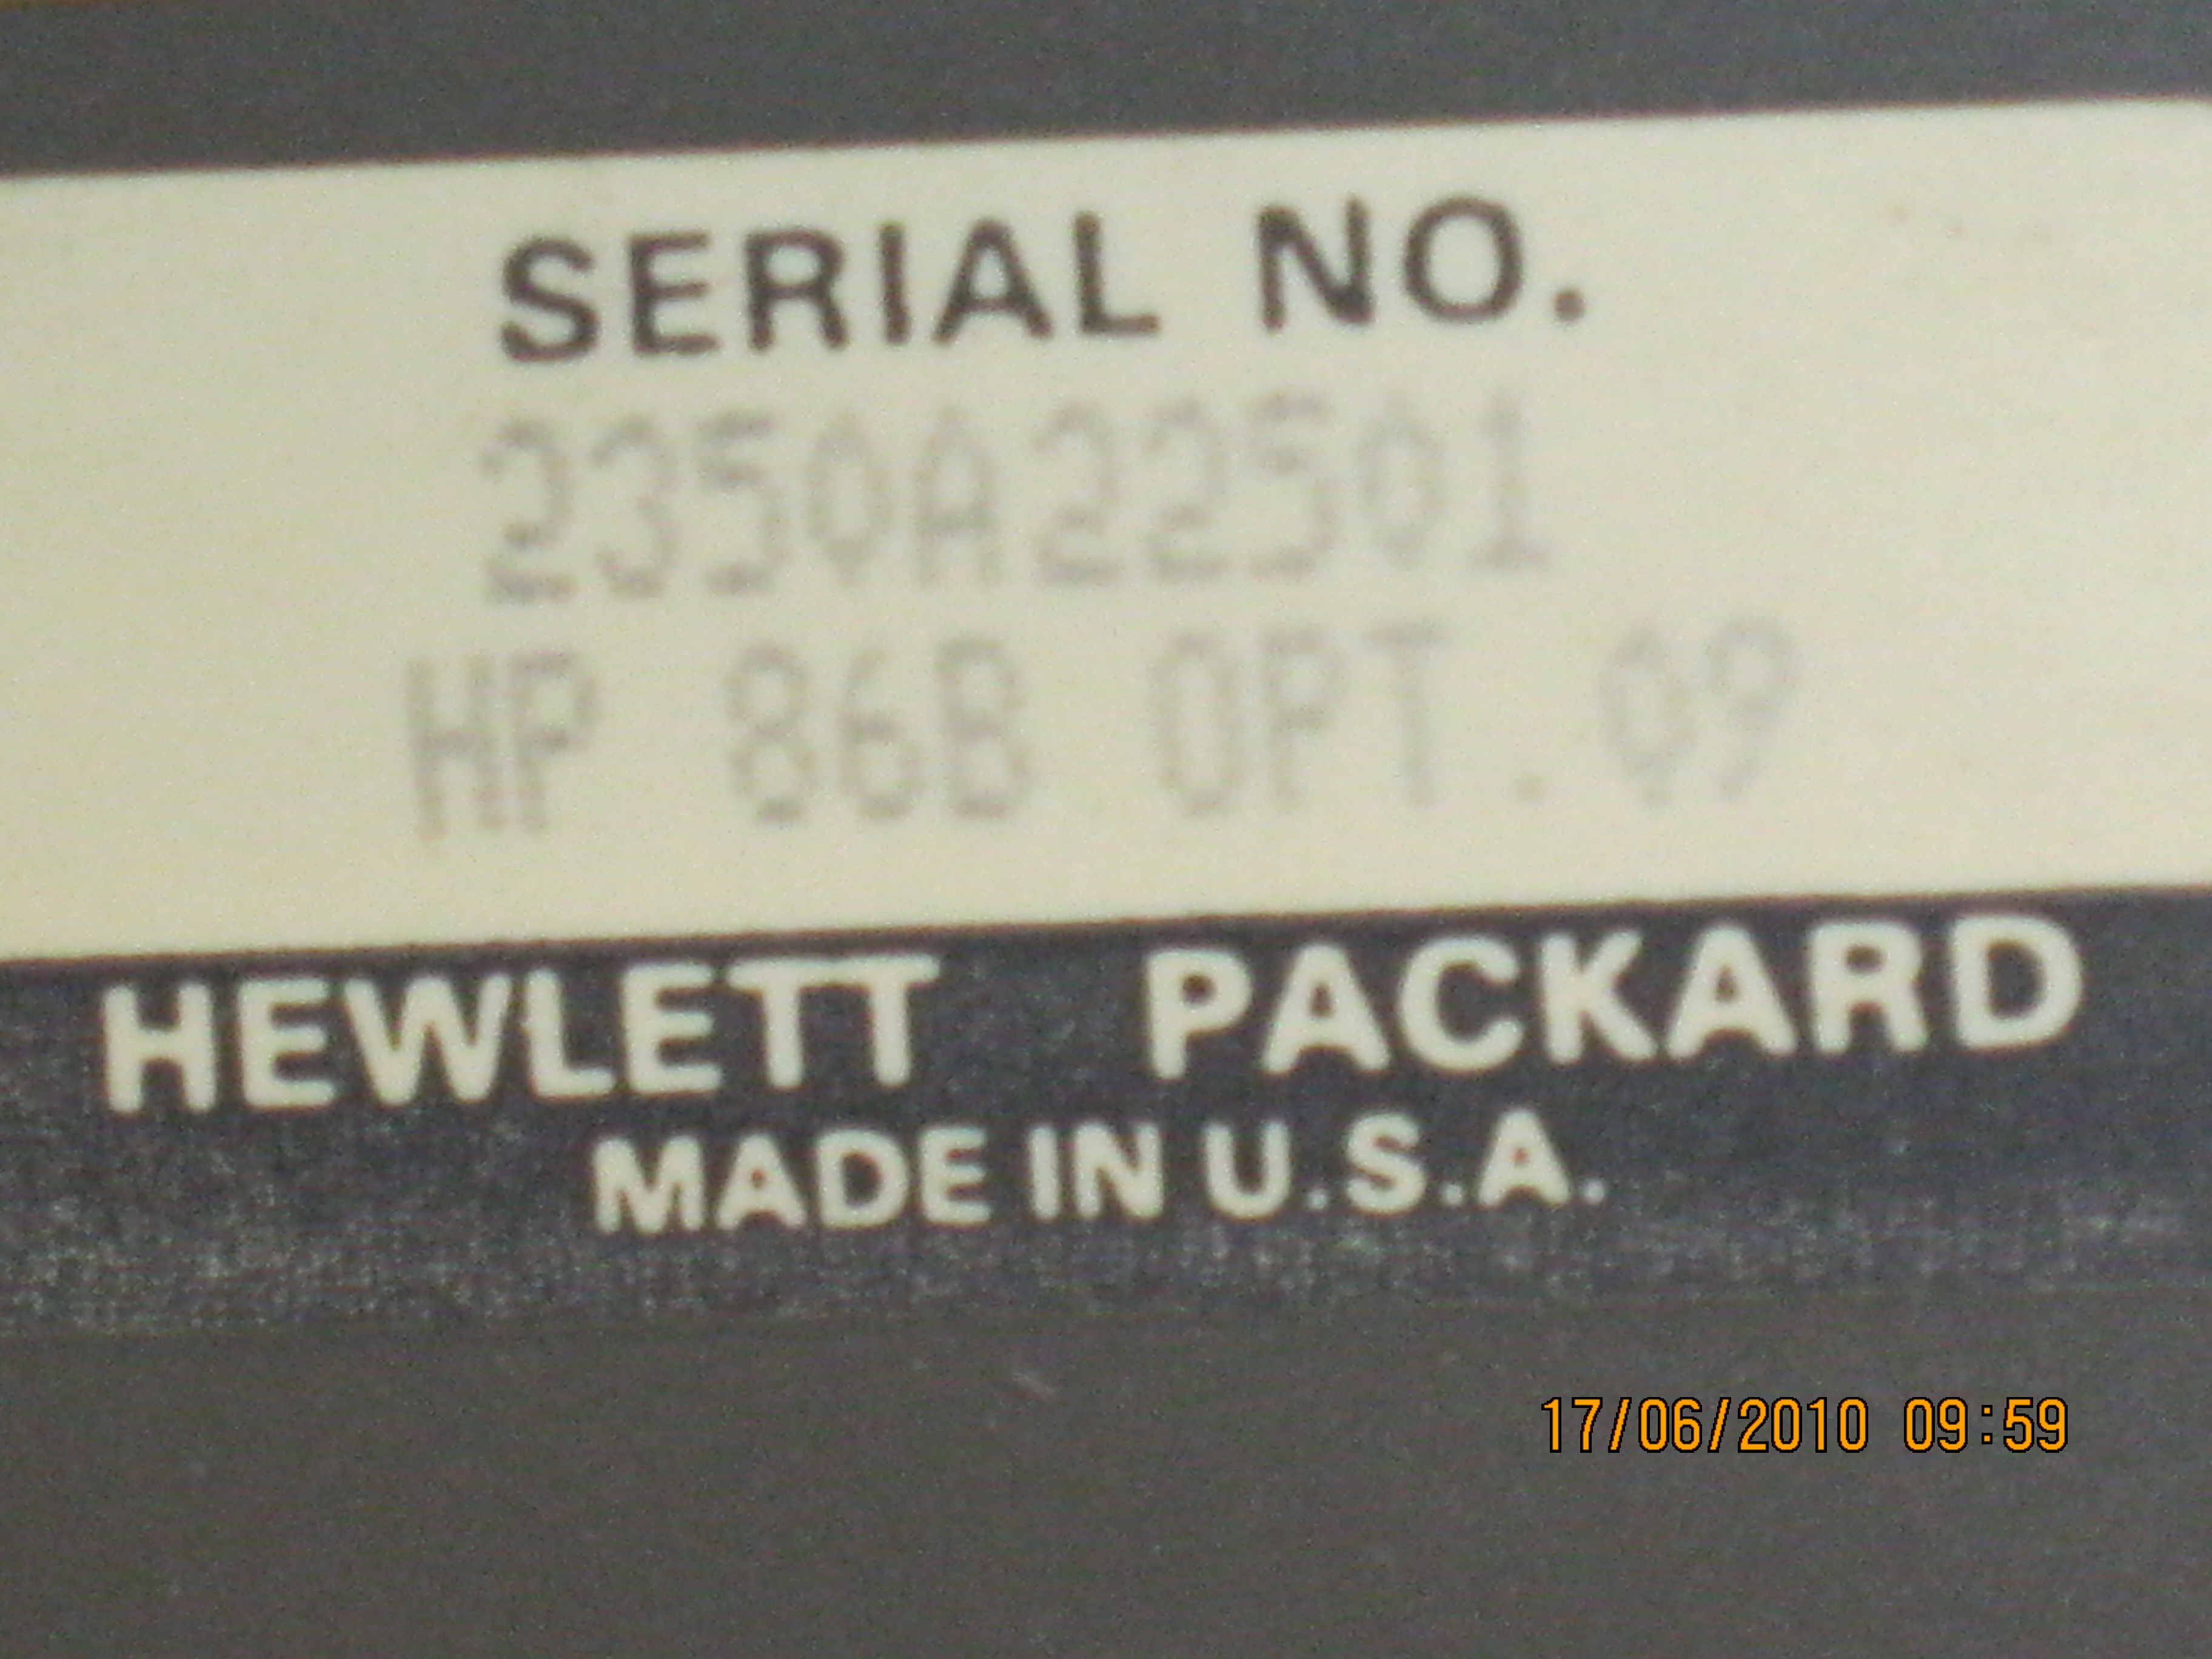 SERIAL NO.
2350A22501
HP 86B OPT.09
HEWLETT PACKARD
MADE IN U.S.A.
17/06/2010 09:59